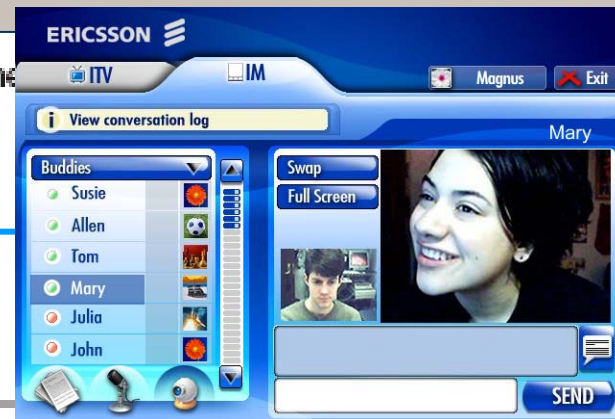 ERICSSON
ITV
IM
Magnus
Exit
i View conversation log
Mary
Buddies
Swap
Full Screen
Susie
Allen
Tom
Mary
Julia
John
SEND